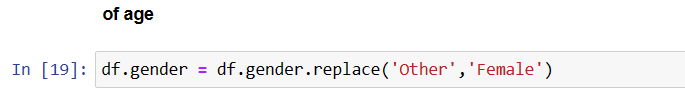 of age
In [19]: df.gender = df.gender.replace('Other','Female')